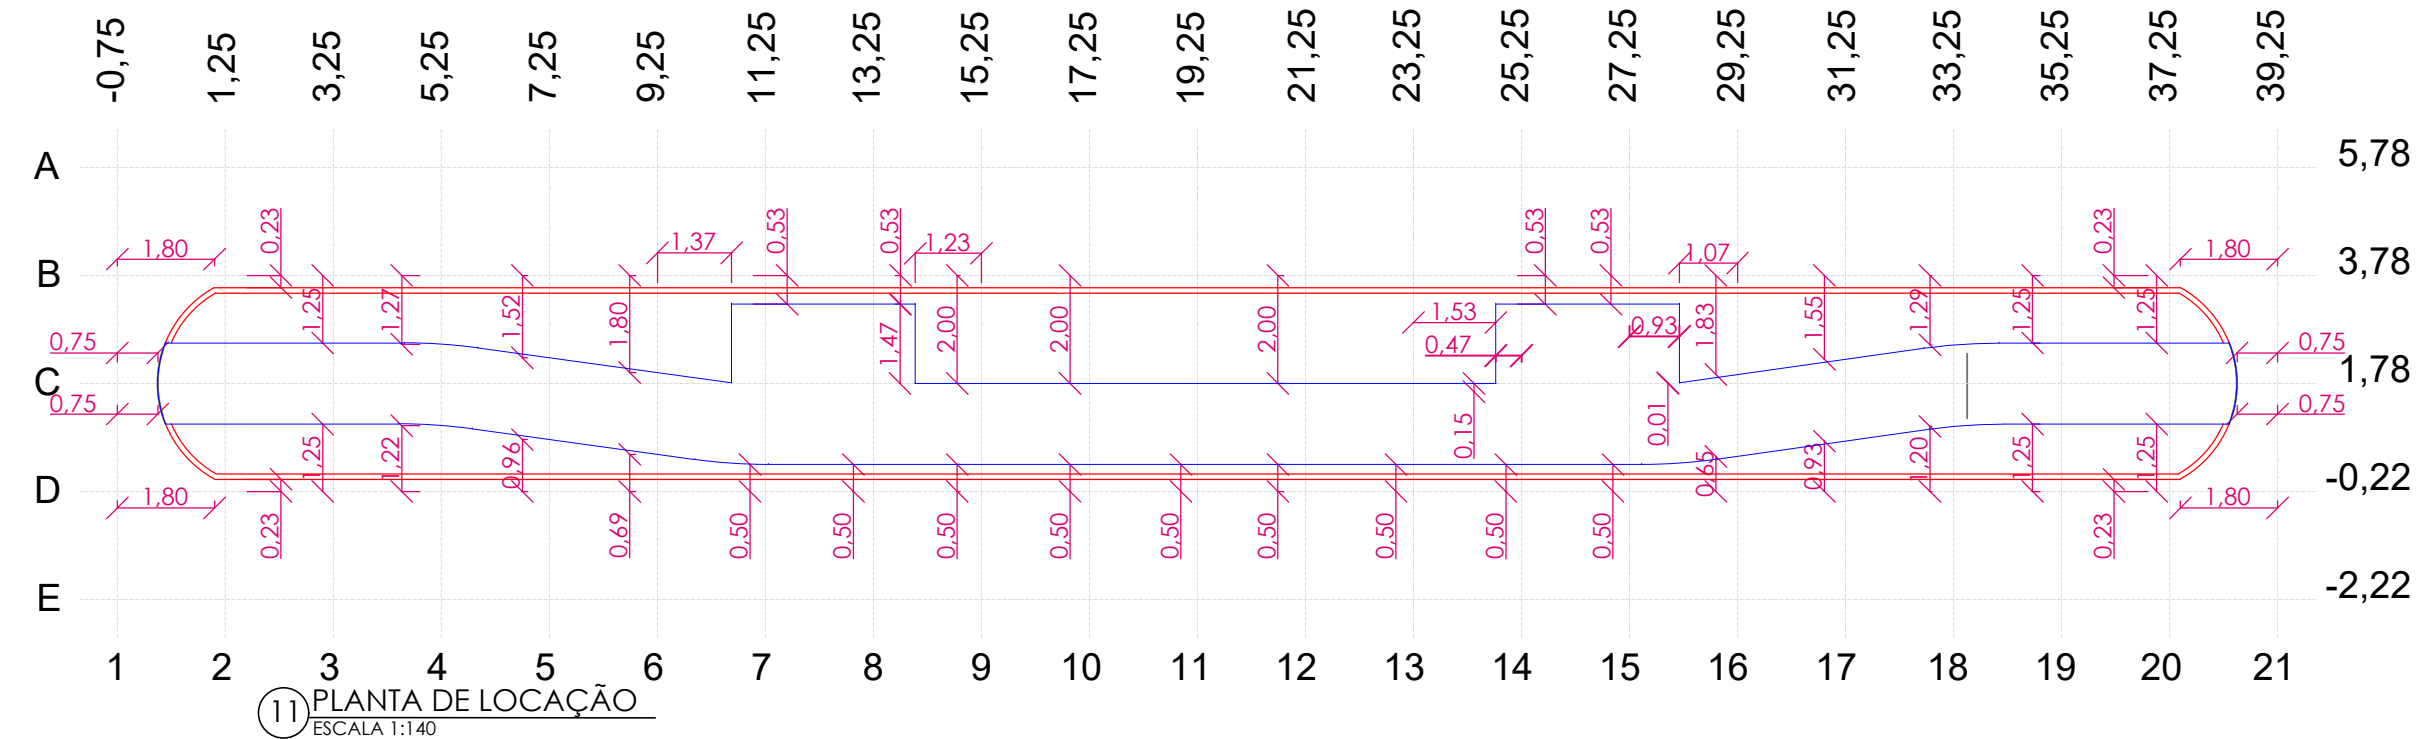 -0,75 1,25 3,25 5,25 7,25 9,25 11,25 13,25 15,25 17,25 19,25 21,25 23,25 25,25 27,25 29,25 31,25 33,25 35,25 37,25 39,25
A 5,78
0,23 0,53 0,53 0,53 0,53 0,23
1,80 1,37 1,23 1,07 1,80
B 3,78
1,25 1,27 1,52 1,80 1,47 2,00 2,00 2,00 1,53 0,47 0,93 1,83 1,55 1,29 1,25 1,25
0,75 0,75
C 1,78
0,75 0,75
0,15 0,01
1,25 1,22 0,96 0,65 0,93 1,20 1,25 1,25
D -0,22
1,80 1,80
0,23 0,69 0,50 0,50 0,50 0,50 0,50 0,50 0,50 0,50 0,50 0,23
E -2,22
1 2 3 4 5 6 7 8 9 10 11 12 13 14 15 16 17 18 19 20 21
11 PLANTA DE LOCAÇÃO
ESCALA 1:140